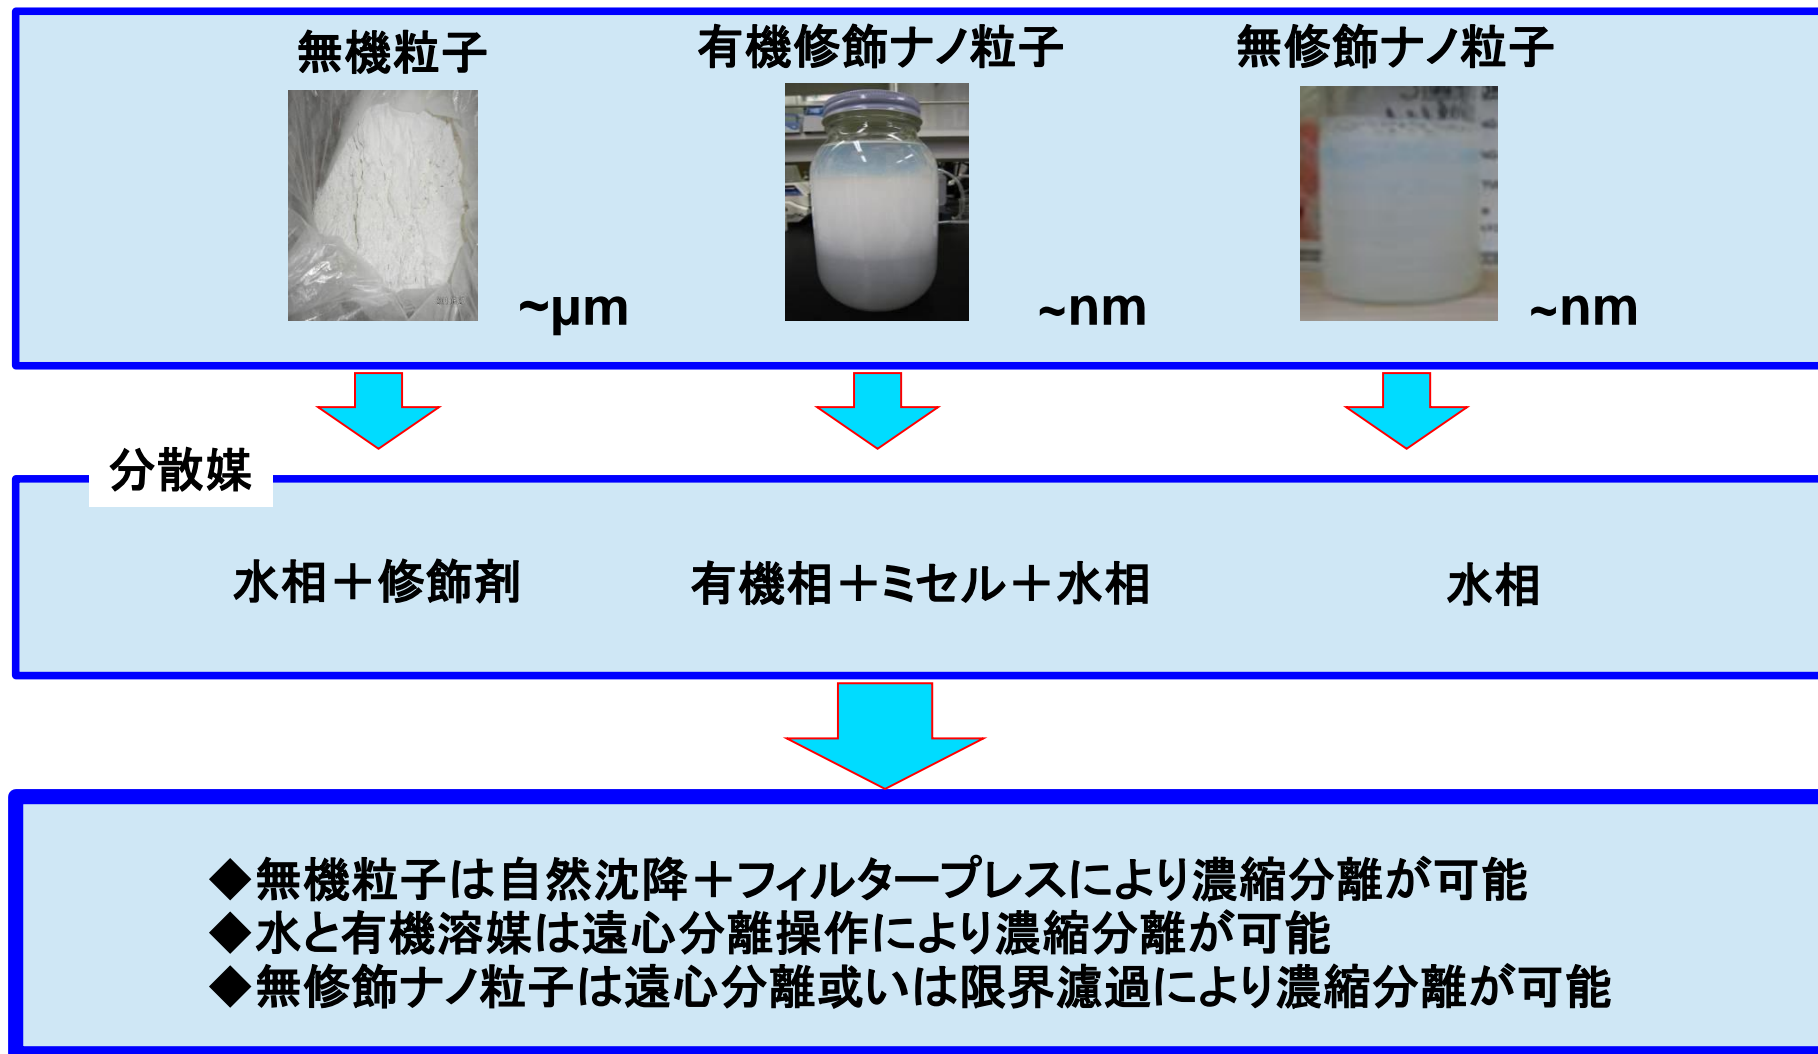 無機粒子
有機修飾ナノ粒子
無修飾ナノ粒子
~μm
~nm
~nm
分散媒
水相＋修飾剤
有機相＋ミセル＋水相
水相
◆無機粒子は自然沈降＋フィルタープレスにより濃縮分離が可能
◆水と有機溶媒は遠心分離操作により濃縮分離が可能
◆無修飾ナノ粒子は遠心分離或いは限界濾過により濃縮分離が可能